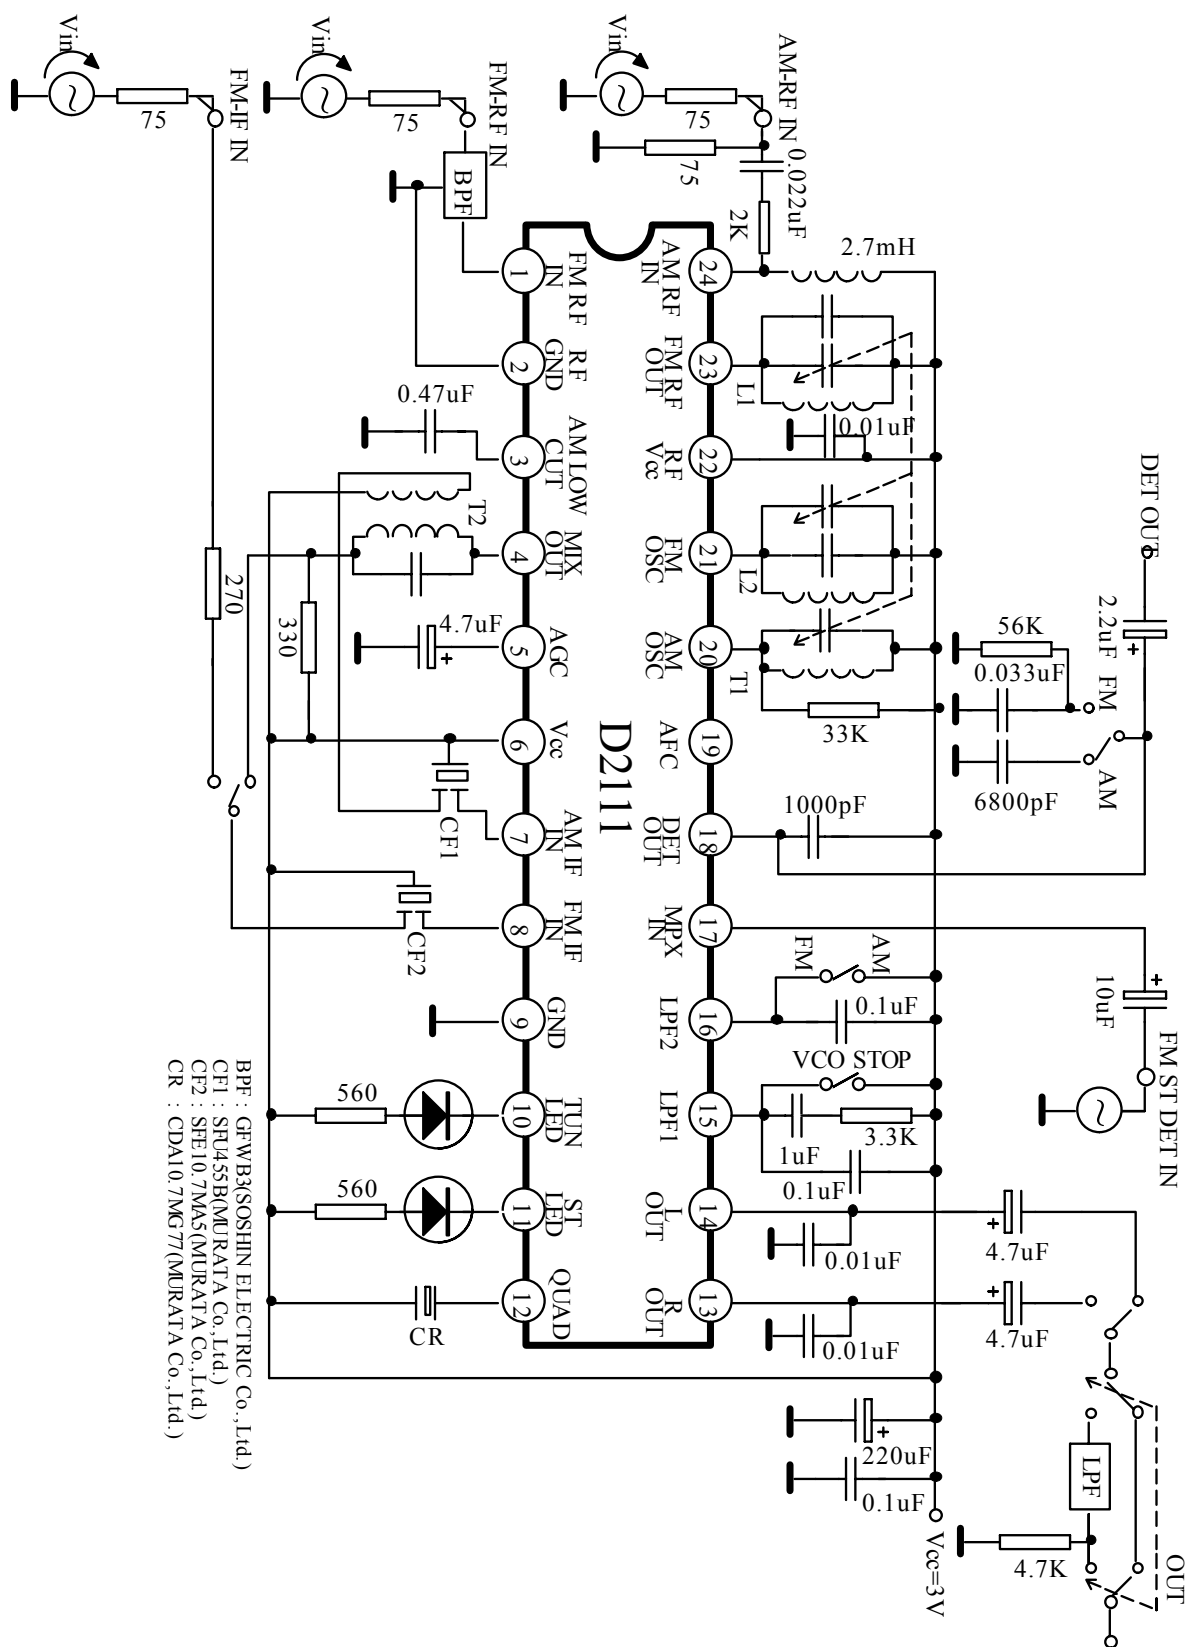 Vin
75
FM-IF IN
Vin
75
FM-RF IN
BPF
Vin
75
AM-RF IN
75
0.022uF
2K
2.7mH
1
FM RF
IN
2
RF
GND
3
AM LOW
CUT
4
MIX
OUT
5
AGC
6
Vcc
7
AM IF
IN
8
FM IF
IN
9
GND
10
TUN
LED
11
ST
LED
12
QUAD
24
AM RF
IN
23
FM RF
OUT
22
RF
Vcc
21
FM
OSC
20
AM
OSC
19
AFC
18
DET
OUT
17
MPX
IN
16
LPF2
15
LPF1
14
L
OUT
13
R
OUT
D2111
0.47uF
T2
270
330
4.7uF
CF1
CF2
560
560
CR
L1
0.01uF
L2
T1
33K
DET OUT
2.2uF
+
56K
0.033uF
FM
AM
6800pF
1000pF
10uF
+
FM ST DET IN
FM
AM
0.1uF
VCO STOP
3.3K
1uF
0.1uF
0.01uF
+
4.7uF
0.01uF
+
4.7uF
+
220uF
0.1uF
Vcc=3V
LPF
4.7K
OUT
BPF : GFWB3(SOSHIN ELECTRIC Co.,Ltd.)
CF1 : SFU455B(MURATA Co.,Ltd.)
CF2 : SFE10.7MA5(MURATA Co.,Ltd.)
CR : CDA10.7MG77(MURATA Co.,Ltd.)